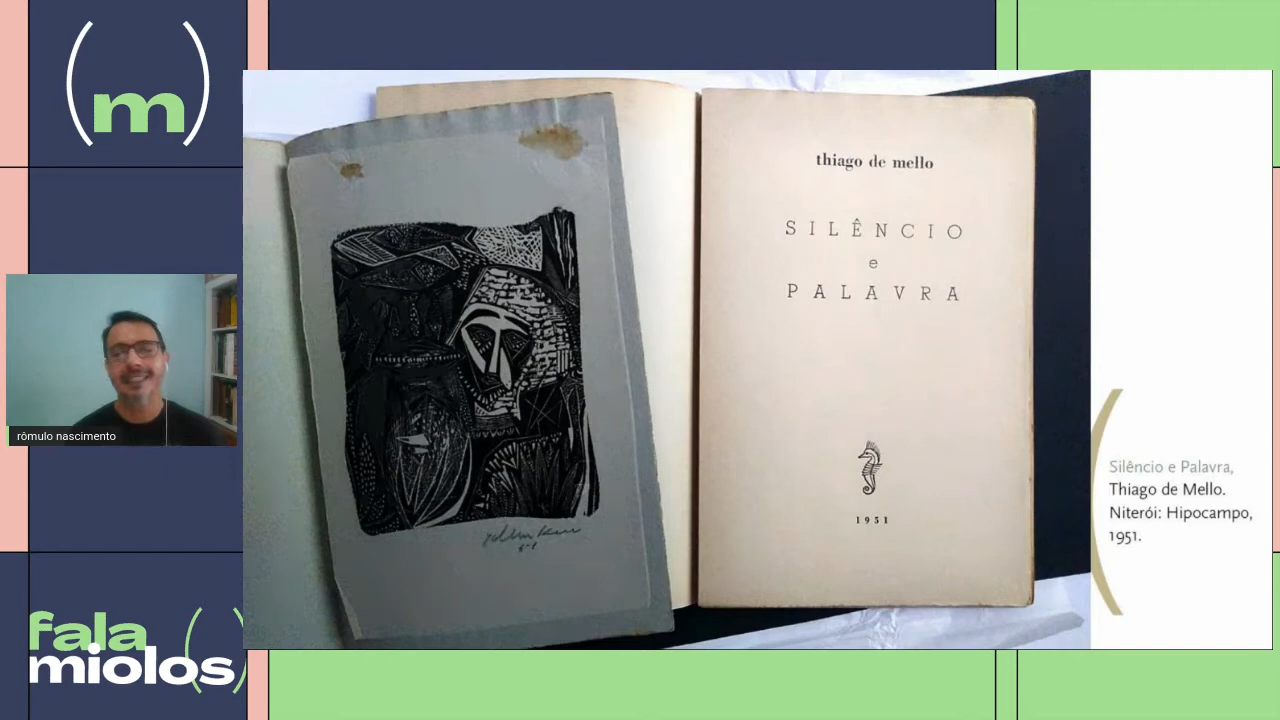 (m)
thiago de mello
SILÊNCIO
e
PALAVRA
1951
rômulo nascimento
Silêncio e Palavra,
Thiago de Mello.
Niterói: Hipocampo,
1951.
fala
miolos